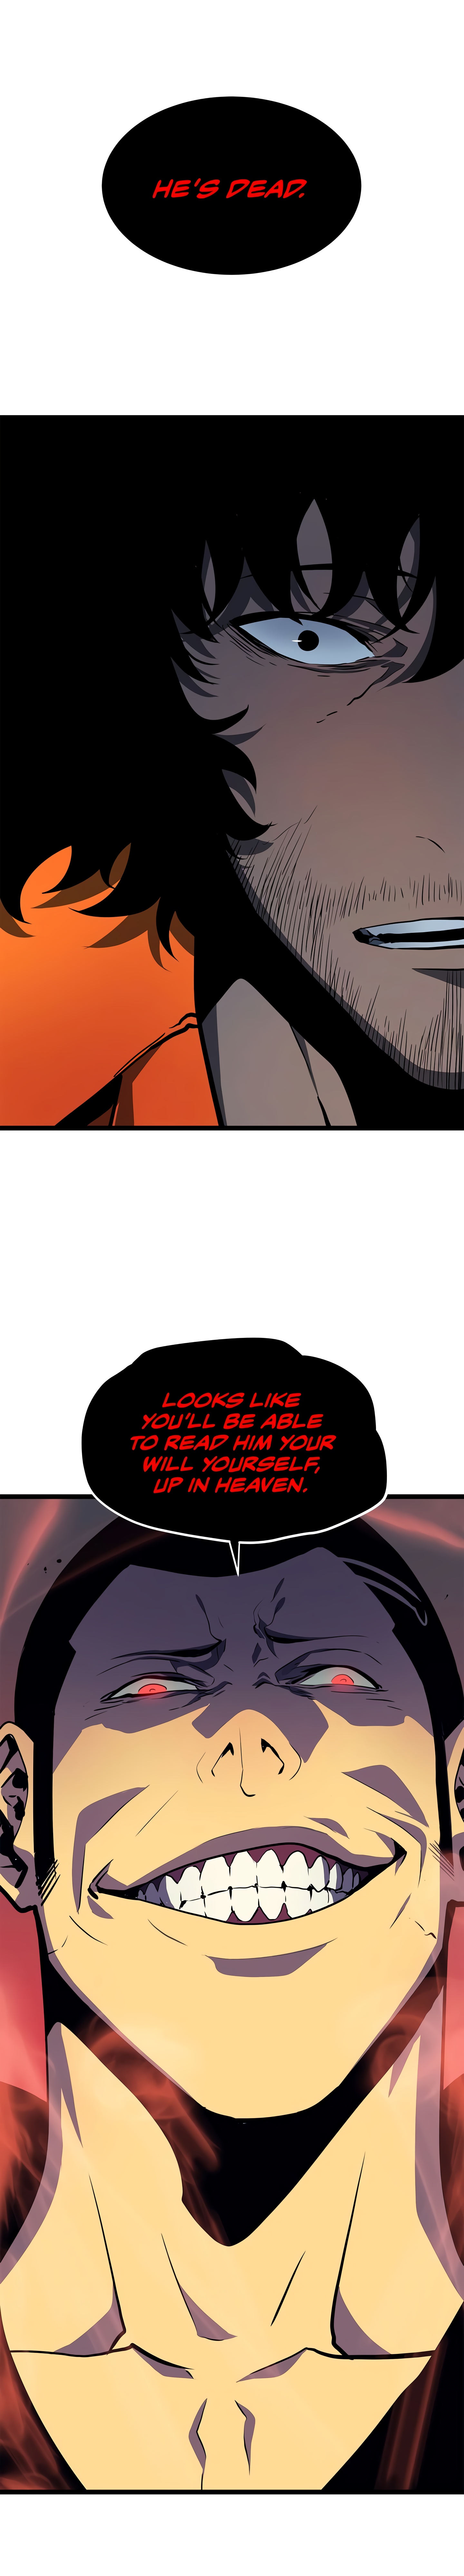 HE'S DEAD.
LOOKS LIKE
YOU'LL BE ABLE
TO READ HIM YOUR
WILL YOURSELF,
UP IN HEAVEN.